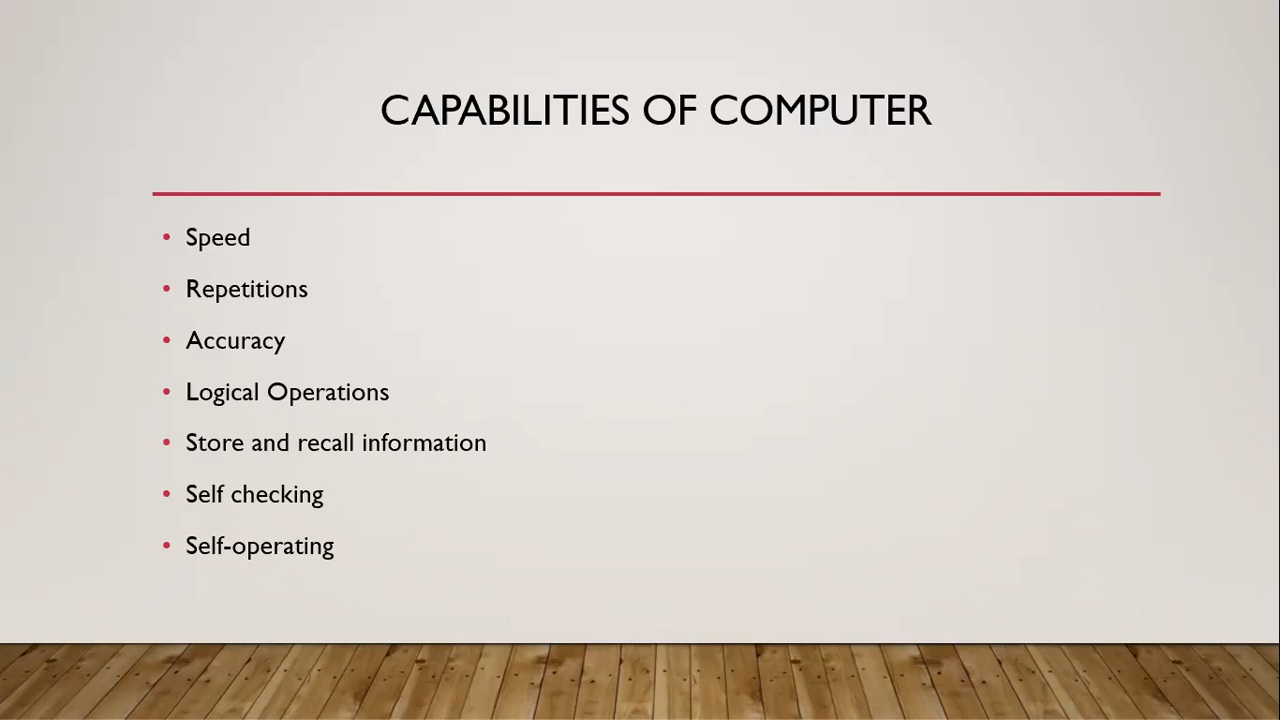 CAPABILITIES OF COMPUTER
• Speed
• Repetitions
• Accuracy
• Logical Operations
• Store and recall information
• Self checking
• Self-operating